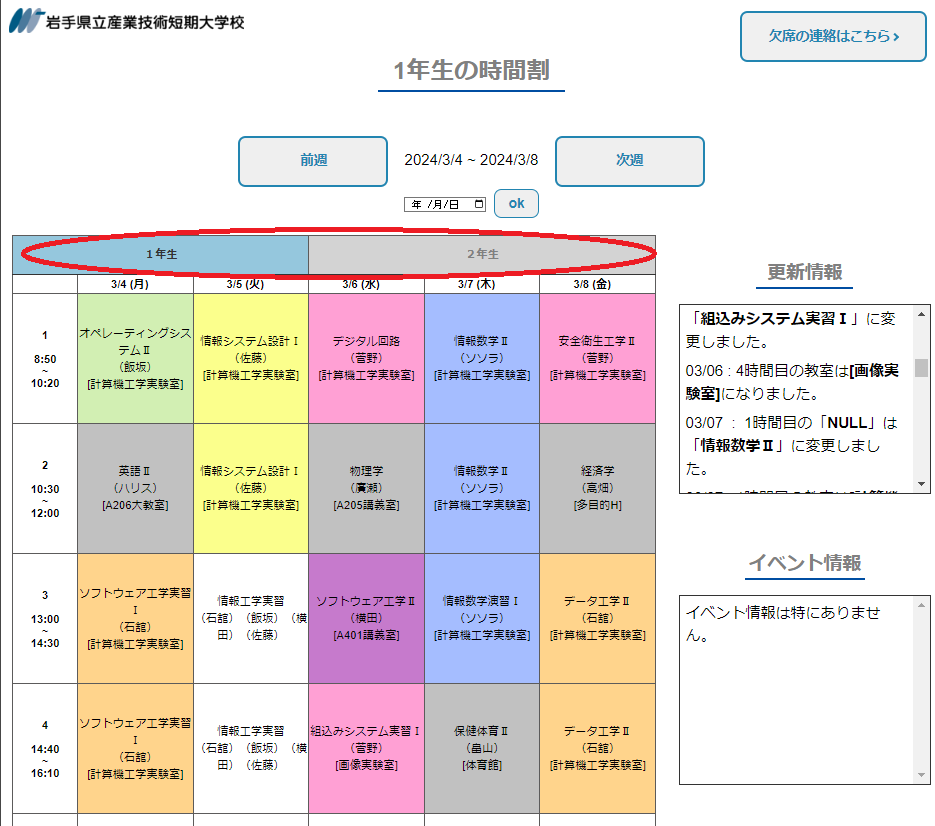 岩手県立産業技術短期大学校
欠席の連絡はこちら ›
1年生の時間割
前週
2024/3/4 ~ 2024/3/8
次週
年 /月/日
ok
１年生
２年生
3/4 (月)
3/5 (火)
3/6 (水)
3/7 (木)
3/8 (金)
1
8:50
~
10:20
オペレーティングシス
テムⅡ
（飯坂）
[計算機工学実験室]
情報システム設計Ⅰ
（佐藤）
[計算機工学実験室]
デジタル回路
（菅野）
[計算機工学実験室]
情報数学Ⅱ
（ソソラ）
[計算機工学実験室]
安全衛生工学Ⅱ
（菅野）
[計算機工学実験室]
2
10:30
~
12:00
英語Ⅱ
（ハリス）
[A206大教室]
情報システム設計Ⅰ
（佐藤）
[計算機工学実験室]
物理学
（廣瀬）
[A205講義室]
情報数学Ⅱ
（ソソラ）
[計算機工学実験室]
経済学
（高畑）
[多目的H]
3
13:00
~
14:30
ソフトウェア工学実習
Ⅰ
（石館）
[計算機工学実験室]
情報工学実習
（石舘）（飯坂）（横
田）（佐藤）
ソフトウェア工学Ⅱ
（横田）
[A401講義室]
情報数学演習Ⅰ
（ソソラ）
[計算機工学実験室]
データ工学Ⅱ
（石舘）
[計算機工学実験室]
4
14:40
~
16:10
ソフトウェア工学実習
Ⅰ
（石舘）
[計算機工学実験室]
情報工学実習
（石舘）（飯坂）（横
田）（佐藤）
組込みシステム実習Ⅰ
（菅野）
[画像実験室]
保健体育Ⅱ
（畠山）
[体育館]
データ工学Ⅱ
（石舘）
[計算機工学実験室]
更新情報
「組込みシステム実習Ⅰ」に変
更しました。
03/06 : 4時間目の教室は[画像実
験室]になりました。
03/07 ： 1時間目の「NULL」は
「情報数学Ⅱ」に変更しまし
た。
イベント情報
イベント情報は特にありませ
ん。